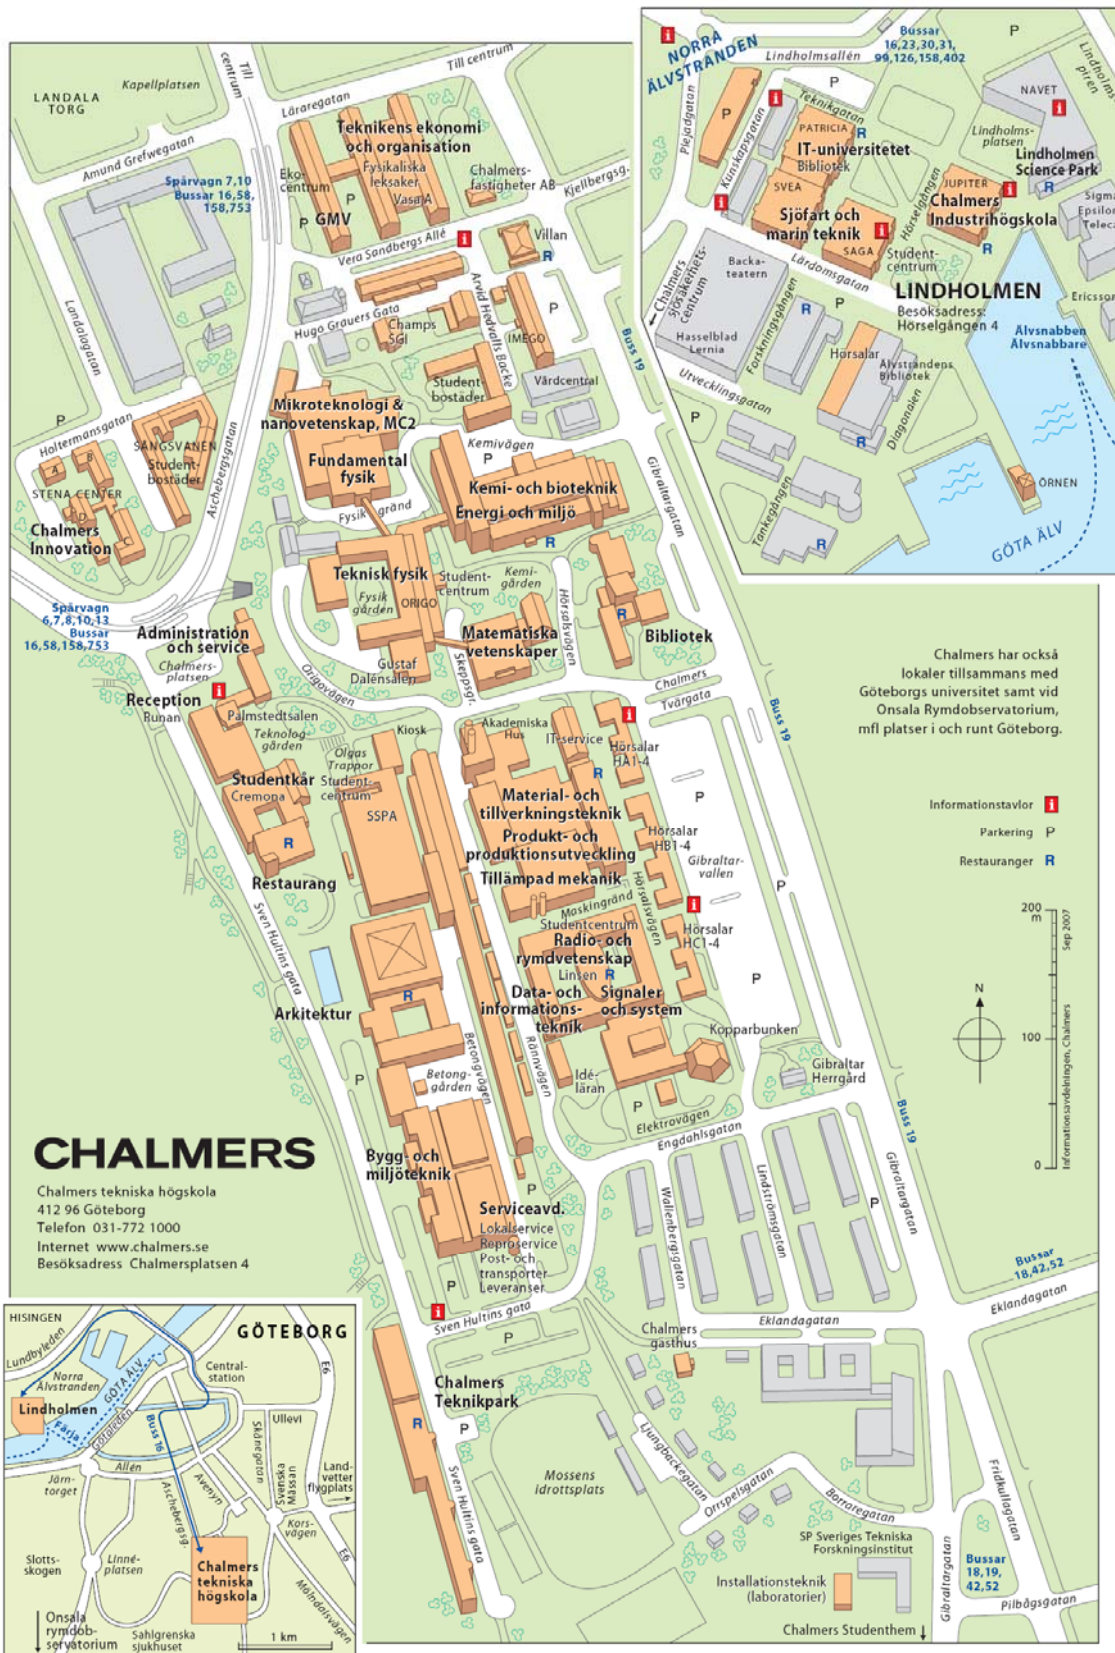 LANDALA
TORG
Kapellplatsen
Till
centrum
Till centrum
Läraregatan
Amund Grefwegatan
Spårvagn 7,10
Bussar 16,58,
158,753
Eko-
centrum
P
GMV
Teknikens ekonomi
och organisation
Fysikaliska
leksaker
Vasa A
P
Chalmers-
fastigheter AB
Kjellbergsg.
Vera Sandbergs Allé
i
Villan
R
Landalagatan
Hugo Grauers Gata
Champs
SGI
Arvid Hedvalls Backe
IMEGO
P
Buss 19
Student-
bostäder
Vårdcentral
P
Holtermansgatan
SÄNGSVANEN
Student-
bostäder
A
B
STENA CENTER
D
Chalmers
Innovation
Aschebergsgatan
Mikroteknologi &
nanovetenskap, MC2
Fundamental
fysik
Fysik gränd
Kemivägen
P
Kemi- och bioteknik
Energi och miljö
R
Gibraltargatan
Teknisk fysik
Fysik
gården
ORIGO
Student-
centrum
Kemi-
gården
Hörsalsvägen
R
Bibliotek
Matematiska
vetenskaper
Gustaf
Dalénsalen
Skeppsgr.
Origovägen
Spårvagn
6,7,8,10,13
Bussar
16,58,158,753
Administration
och service
Chalmers-
platsen
Reception
Runan
i
Palmstedtsalen
Teknolog-
gården
Olgas
Trappor
Kiosk
Studentkår
Cremona
Student-
centrum
SSPA
R
Restaurang
Chalmers
Tvärgata
Buss 19
Akademiska
Hus
IT-service
i
Hörsalar
HA1-4
R
Material- och
tillverkningsteknik
Produkt- och
produktionsutveckling
Tillämpad mekanik
Hörsalar
HB1-4
P
P
Gibraltar-
vallen
Hörsalsvägen
Maskingränd
Studentcentrum
Radio- och
rymdvetenskap
Linsen R
i
Hörsalar
HC1-4
P
Data- och
informations-
teknik
Signaler
och system
Kopparbunken
Sven Hultins gata
Arkitektur
R
Betongvägen
Rännvägen
Betong-
gården
P
Idé-
läran
P
Elektrovägen
Gibraltar
Herrgård
Engdahlsgatan
Buss 19
Bygg- och
miljöteknik
P
Serviceavd.
Lokalservice
Reproservice
Post- och
transporter
Leveranser
P
P
i
Sven Hultins gata
P
Wallenbergsgatan
Lindströmsgatan
P
Gibraltargatan
Bussar
18,42,52
Eklandagatan
Eklandagatan
Chalmers
gasthus
Chalmers
Teknikpark
R
P
Sven Hultins gata
Mossens
idrottsplats
Ljungbackegatan
Orrspelsgatan
Barraregatan
Fridkullagatan
SP Sveriges Tekniska
Forskningsinstitut
Installationsteknik
(laboratorier)
Gibraltargatan
Bussar
18,19,
42,52
Pilbågsgatan
Chalmers Studenthem
CHALMERS
Chalmers tekniska högskola
412 96 Göteborg
Telefon 031-772 1000
Internet www.chalmers.se
Besöksadress Chalmersplatsen 4
i
NORRA
ÄLVSTRANDEN
Bussar
16,23,30,31,
99,126,158,402
Lindholmsallén
P
P
P
Plejadgatan
Kunskapsgatan
i
Teknikgatan
PATRICIA
R
IT-universitetet
Bibliotek
SVEA
i
Sjöfart och
marin teknik
SAGA
i
Student-
centrum
Hörselgången
NAVET
i
Lindholms-
platsen
Lindholms-
piren
Lindholmen
Science Park
R
JUPITER
i
Chalmers
Industrihögskola
R
Lärdomsgatan
P
Chalmers
sjösäkerhets-
centrum
Backa-
teatern
Hasselblad
Lernia
Forskningsgången
R
Utvecklingsgatan
P
LINDHOLMEN
Besöksadress:
Hörselgången 4
Ericsson
Älvsnabben
Älvsnabbare
Hörsalar
Älvstrandens
Bibliotek
R
Diagonalen
Tankegången
R
ÖRNEN
GÖTA ÄLV
Chalmers har också
lokaler tillsammans med
Göteborgs universitet samt vid
Onsala Rymdobservatorium,
mfl platser i och runt Göteborg.
Informationstavlor i
Parkering P
Restauranger R
200
m
100
0
N
Sep 2007
Informationsavdelningen, Chalmers
GÖTEBORG
HISINGEN
Lundbyleden
Norra
Älvstranden
GÖTA ÄLV
Lindholmen
Färja
Götaleden
Buss 16
Central-
station
E6
Ullevi
Skånegatan
Svenska
Mässan
Land-
vetter
flygplats
Allén
Järn-
torget
Avenyn
Aschebergsg.
Kors-
vägen
E6
Slotts-
skogen
Linné-
platsen
Chalmers
tekniska
högskola
Mölndalsvägen
Onsala
rymdob-
servatorium
Sahlgrenska
sjukhuset
1 km